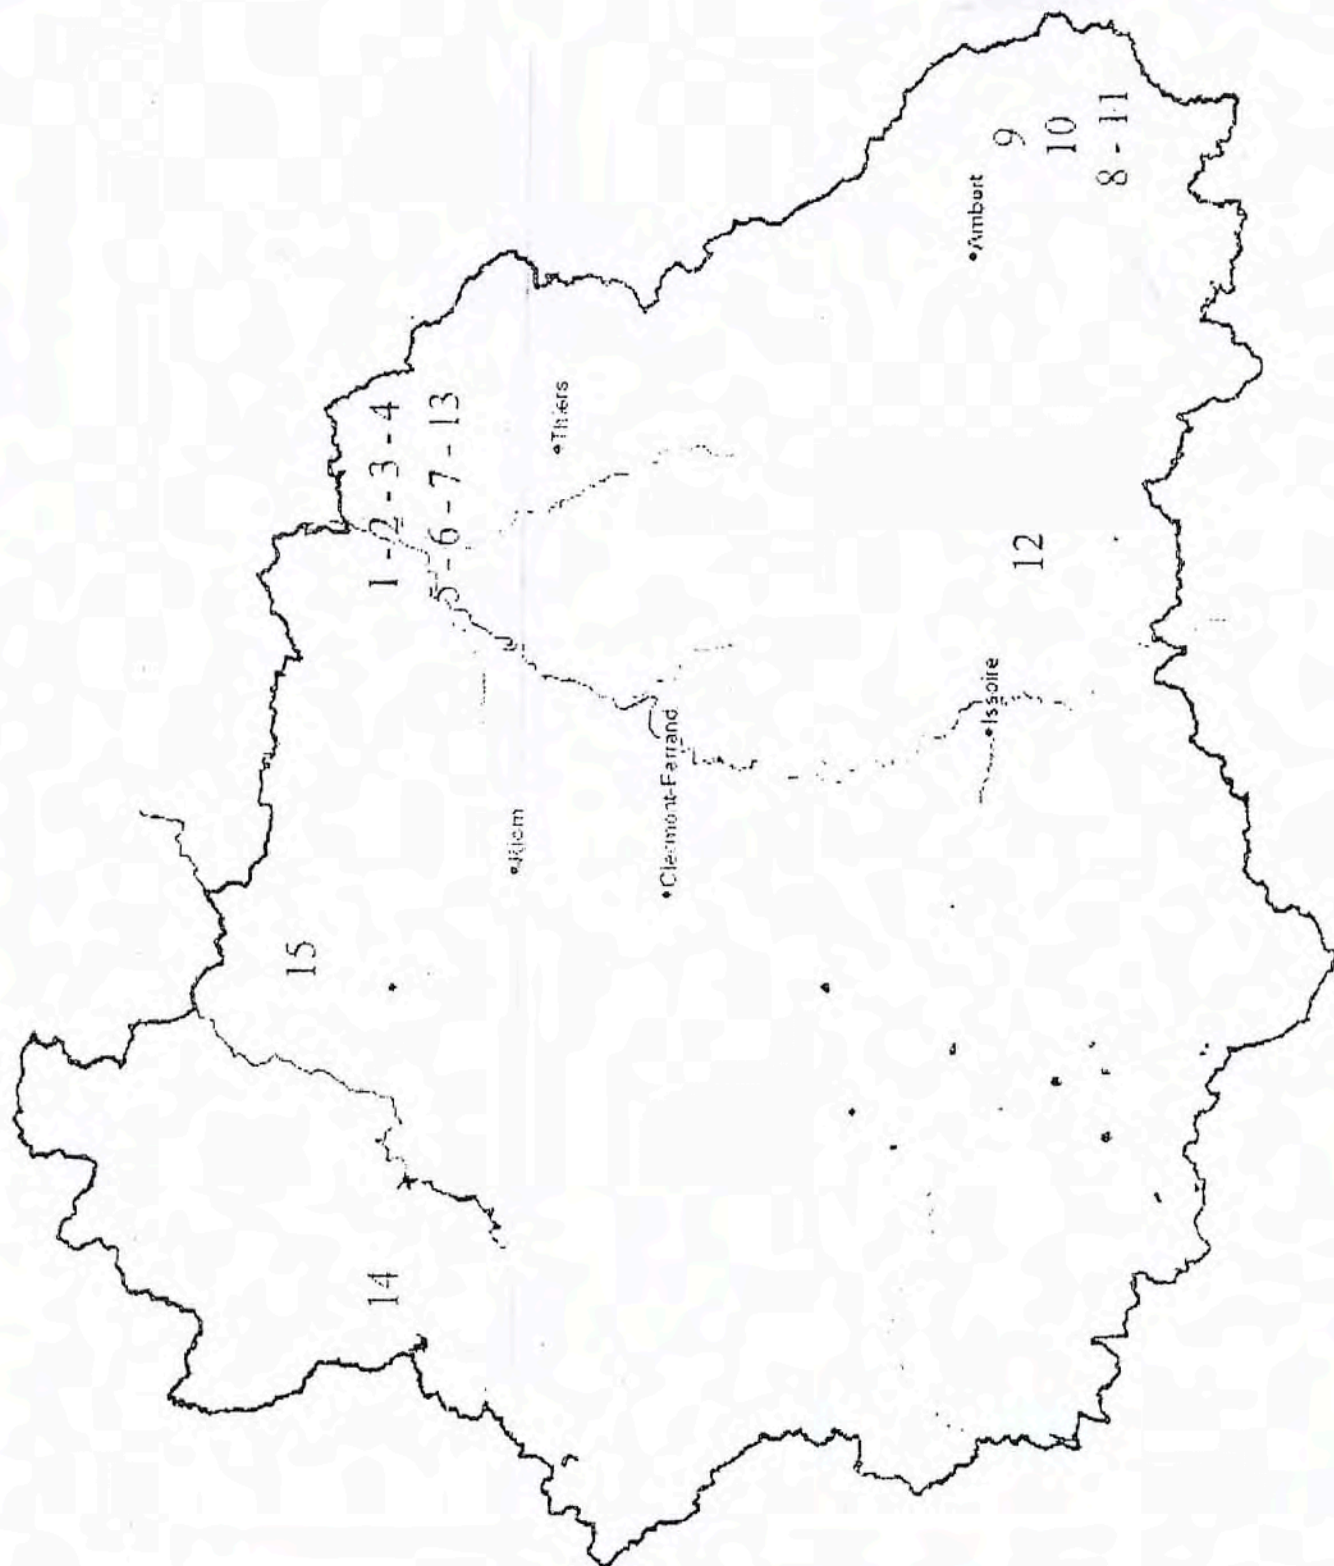 15
14
1 - 2 - 3 - 4
5 - 6 - 7 - 13
Riom
Thiers
Clermont-Ferrand
Issoire
12
Ambert
9
10
8 - 11